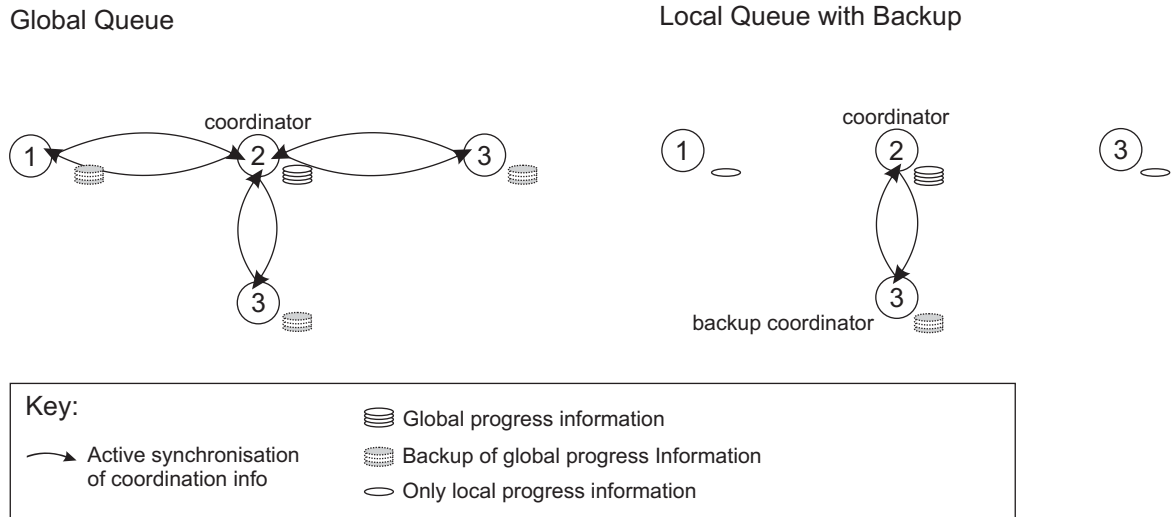 Global Queue
Local Queue with Backup
coordinator
1
2
3
3
coordinator
1
2
3
3
backup coordinator
Key:
Active synchronisation
of coordination info
Global progress information
Backup of global progress Information
Only local progress information